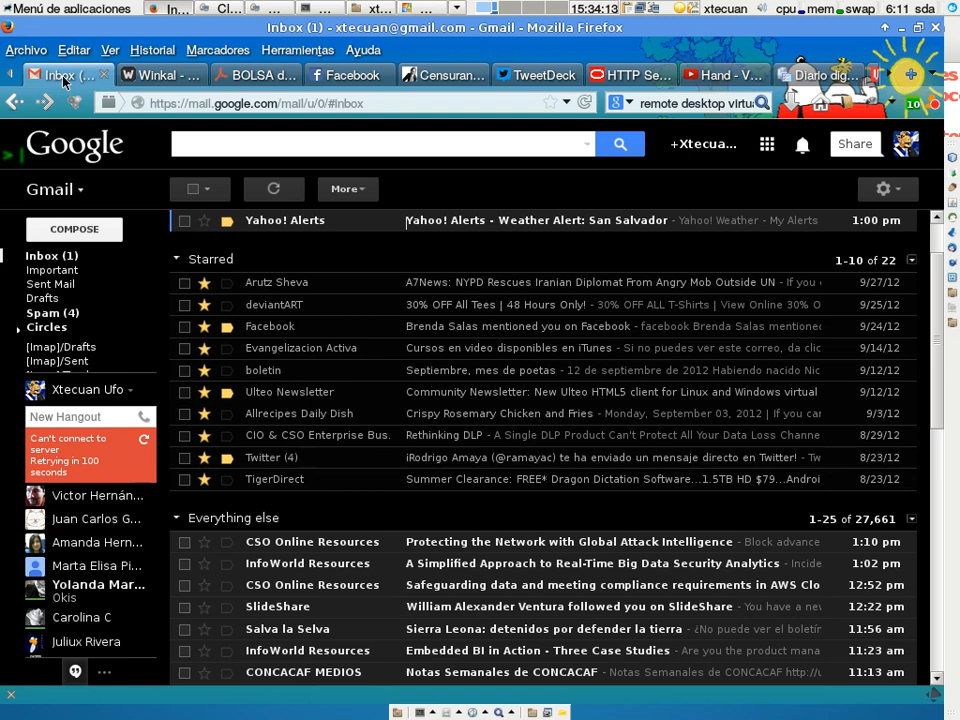 Menú de aplicaciones In... Cl... ... ... xt... ... 15:34:13 xtecuan cpu mem swap 6:11 sda
Inbox (1) - xtecuan@gmail.com - Gmail - Mozilla Firefox
Archivo Editar Ver Historial Marcadores Herramientas Ayuda
Inbox (... Winkal - ... BOLSA d... Facebook Censuran... TweetDeck HTTP Se... Hand - V... Diario dig...
https://mail.google.com/mail/u/0/#inbox remote desktop virtu 10
Google +Xtecua... Share
Gmail More
COMPOSE
Inbox (1)
Important
Sent Mail
Drafts
Spam (4)
Circles
[Imap]/Drafts
[Imap]/Sent
Xtecuan Ufo
New Hangout
Can't connect to
server
Retrying in 100
seconds
Victor Hernán...
Juan Carlos G...
Amanda Hern...
Marta Elisa Pi...
Yolanda Mar...
Okis
Carolina C
Juliux Rivera
Yahoo! Alerts Yahoo! Alerts - Weather Alert: San Salvador - Yahoo! Weather - My Alerts 1:00 pm
Starred 1-10 of 22
Arutz Sheva A7News: NYPD Rescues Iranian Diplomat From Angry Mob Outside UN - If you 9/27/12
deviantART 30% OFF All Tees | 48 Hours Only! - 30% OFF ALL T-Shirts | View Online 30% O 9/25/12
Facebook Brenda Salas mentioned you on Facebook - facebook Brenda Salas mentioned 9/24/12
Evangelizacion Activa Cursos en video disponibles en iTunes - Si no puedes ver este correo, da clic 9/14/12
boletin Septiembre, mes de poetas - 12 de septiembre de 2012 Habiendo nacido Nic 9/12/12
Ulteo Newsletter Community Newsletter: New Ulteo HTML5 client for Linux and Windows virtual 9/12/12
Allrecipes Daily Dish Crispy Rosemary Chicken and Fries - Monday, September 03, 2012 | If you car 9/3/12
CIO & CSO Enterprise Bus. Rethinking DLP - A Single DLP Product Can't Protect All Your Data Loss Channe 8/29/12
Twitter (4) ¡Rodrigo Amaya (@ramayac) te ha enviado un mensaje directo en Twitter! - Tw 8/23/12
TigerDirect Summer Clearance: FREE* Dragon Dictation Software...1.5TB HD $79...Androi 8/23/12
Everything else 1-25 of 27,661
CSO Online Resources Protecting the Network with Global Attack Intelligence - Block advance 1:10 pm
InfoWorld Resources A Simplified Approach to Real-Time Big Data Security Analytics - Incide 1:02 pm
CSO Online Resources Safeguarding data and meeting compliance requirements in AWS Clo 12:52 pm
SlideShare William Alexander Ventura followed you on SlideShare - You have a nev 12:22 pm
Salva la Selva Sierra Leona: detenidos por defender la tierra - ¿No puede ver el boletír 11:56 am
InfoWorld Resources Embedded BI in Action - Three Case Studies - Are you the product mana 11:23 am
CONCACAF MEDIOS Notas Semanales de CONCACAF - Notas Semanales de CONCACAF http://u 11:13 am